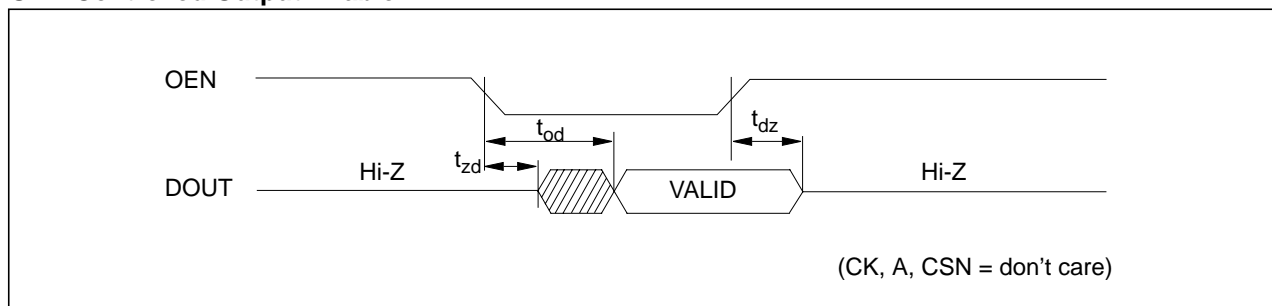 OEN
t_od
t_dz
t_zd
Hi-Z
Hi-Z
DOUT
VALID
(CK, A, CSN = don't care)